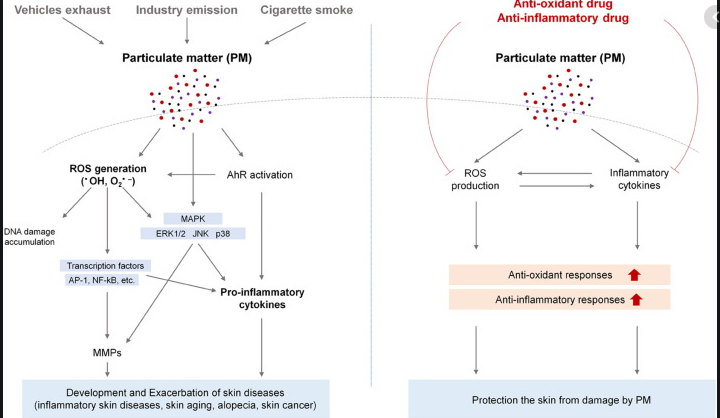 Vehicles exhaust
Industry emission
Cigarette smoke
Particulate matter (PM)
ROS generation
(•OH, O₂•⁻)
AhR activation
DNA damage
accumulation
MAPK
ERK1/2 JNK p38
Transcription factors
AP-1, NF-kB, etc.
Pro-inflammatory
cytokines
MMPs
Development and Exacerbation of skin diseases
(inflammatory skin diseases, skin aging, alopecia, skin cancer)
Anti-oxidant drug
Anti-inflammatory drug
Particulate matter (PM)
ROS
production
Inflammatory
cytokines
Anti-oxidant responses
Anti-inflammatory responses
Protection the skin from damage by PM